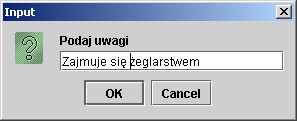 Input
Podaj uwagi
Zajmuje się żeglarstwem
OK
Cancel